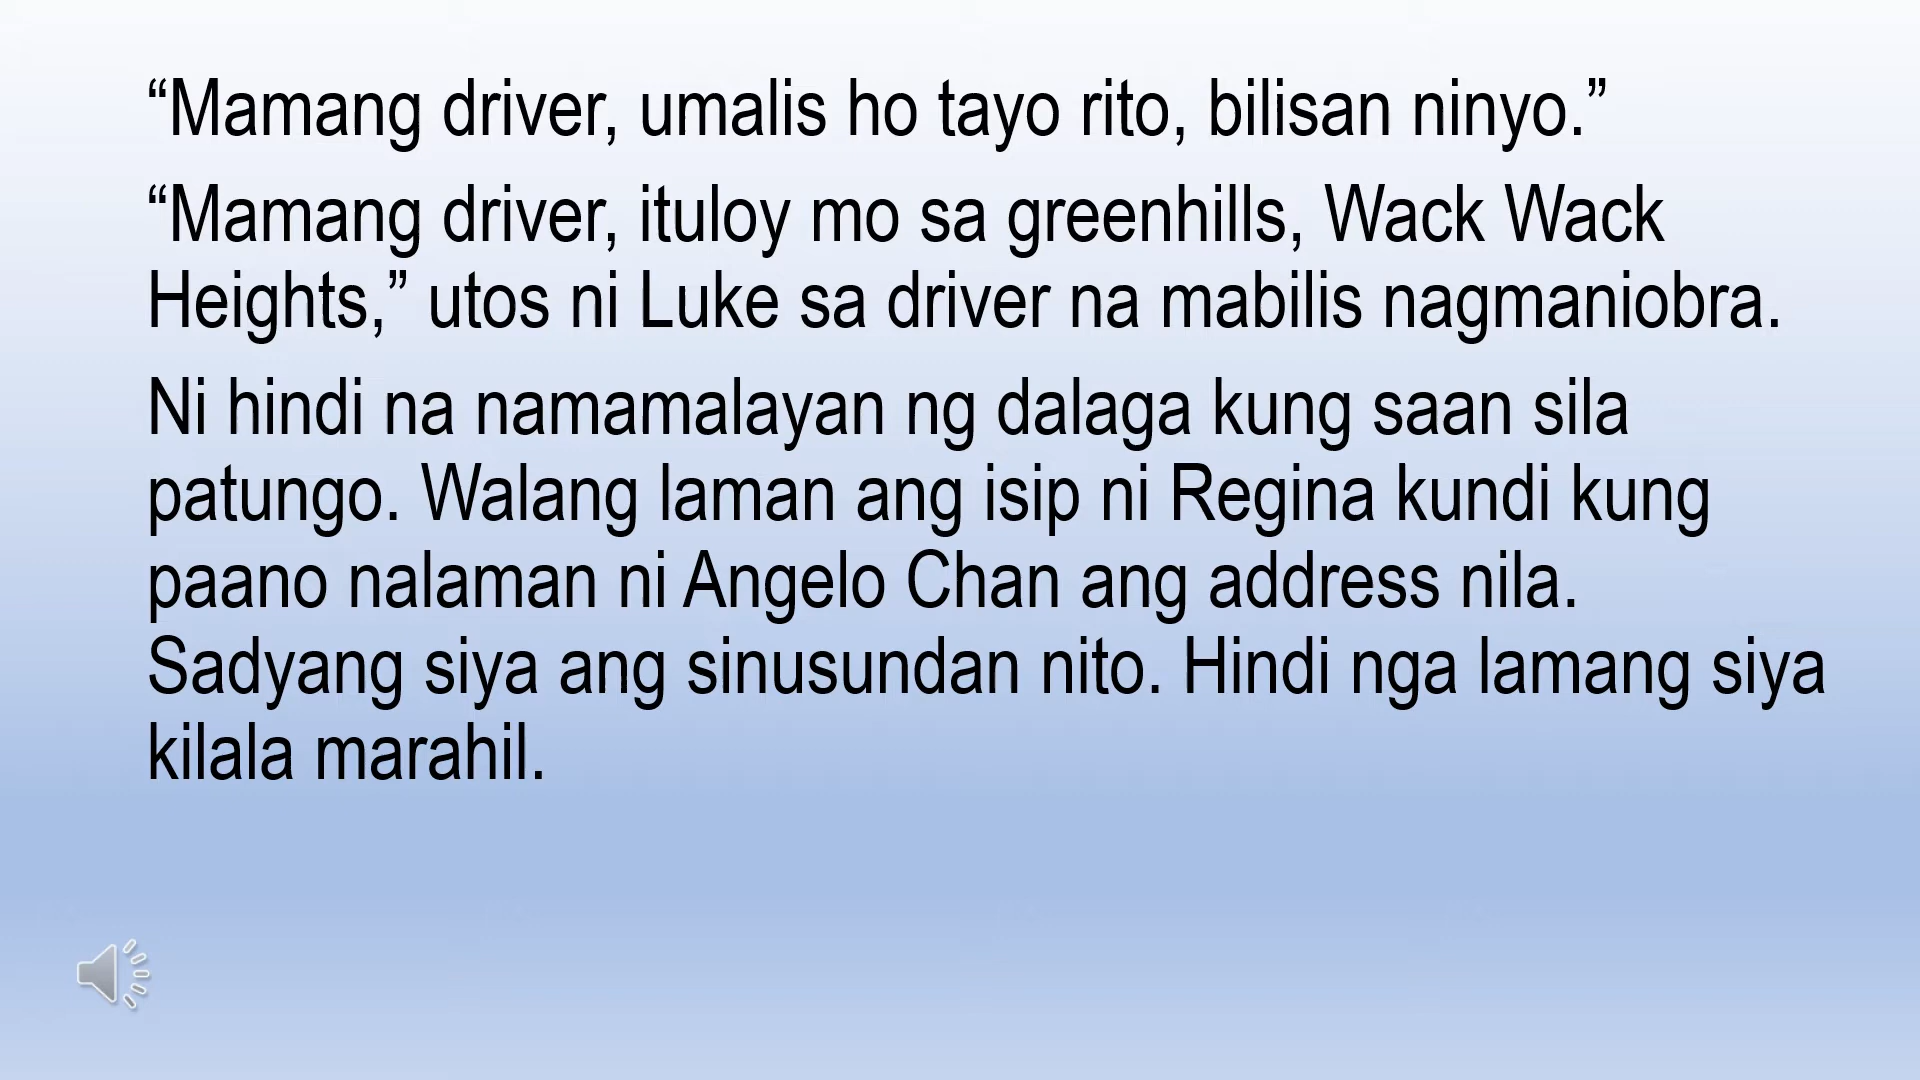 “Mamang driver, umalis ho tayo rito, bilisan ninyo.”
“Mamang driver, ituloy mo sa greenhills, Wack Wack
Heights,” utos ni Luke sa driver na mabilis nagmaniobra.
Ni hindi na namamalayan ng dalaga kung saan sila
patungo. Walang laman ang isip ni Regina kundi kung
paano nalaman ni Angelo Chan ang address nila.
Sadyang siya ang sinusundan nito. Hindi nga lamang siya
kilala marahil.